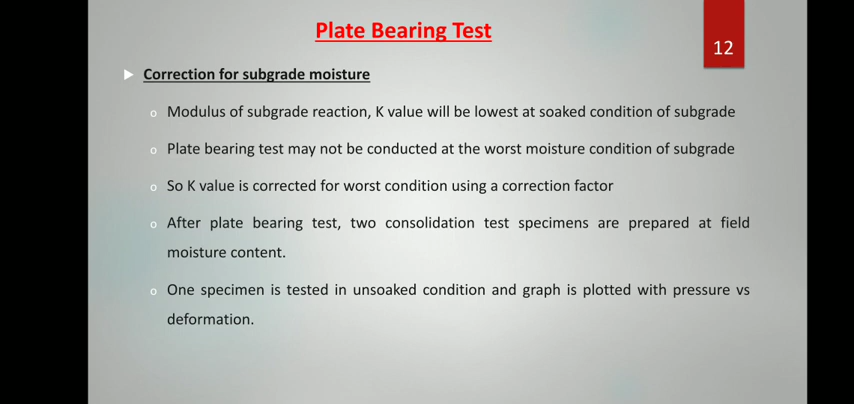 Plate Bearing Test
12
Correction for subgrade moisture
Modulus of subgrade reaction, K value will be lowest at soaked condition of subgrade
Plate bearing test may not be conducted at the worst moisture condition of subgrade
So K value is corrected for worst condition using a correction factor
After plate bearing test, two consolidation test specimens are prepared at field
moisture content.
One specimen is tested in unsoaked condition and graph is plotted with pressure vs
deformation.